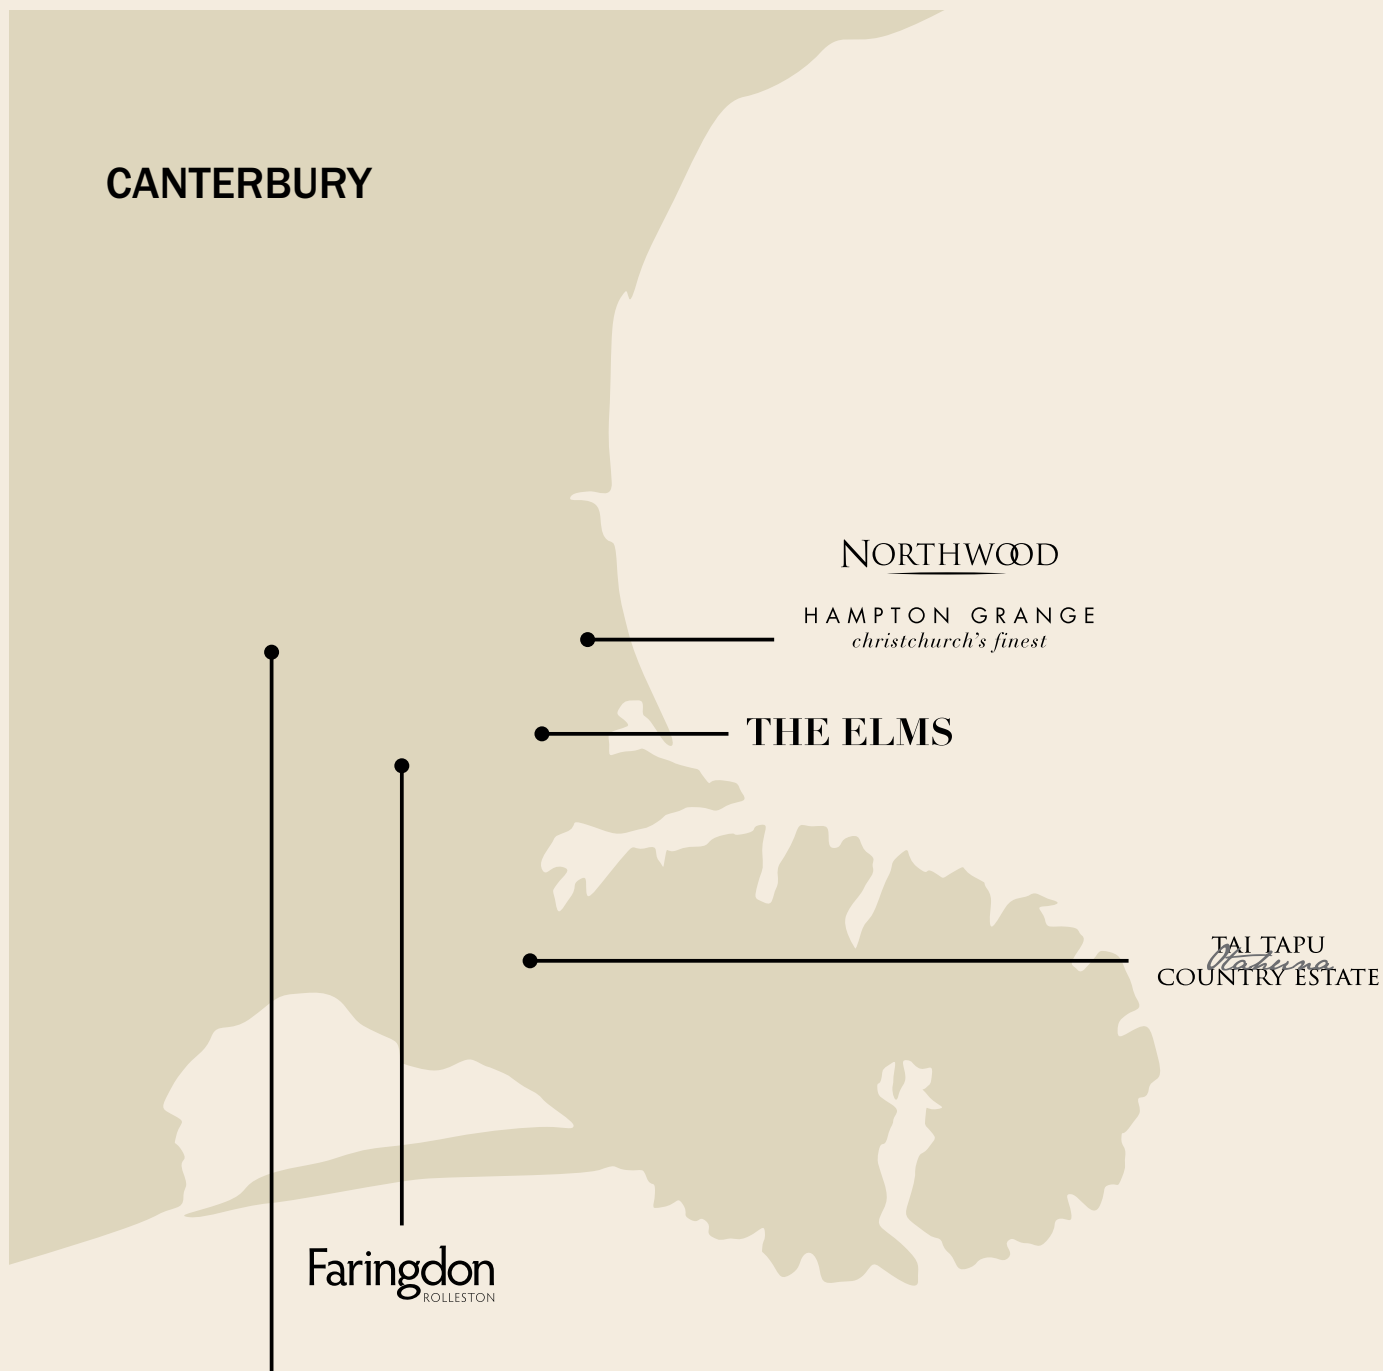 CANTERBURY
NORTHWOOD
HAMPTON GRANGE
christchurch's finest
THE ELMS
TAI TAPU
Otahuna
COUNTRY ESTATE
Faringdon
ROLLESTON